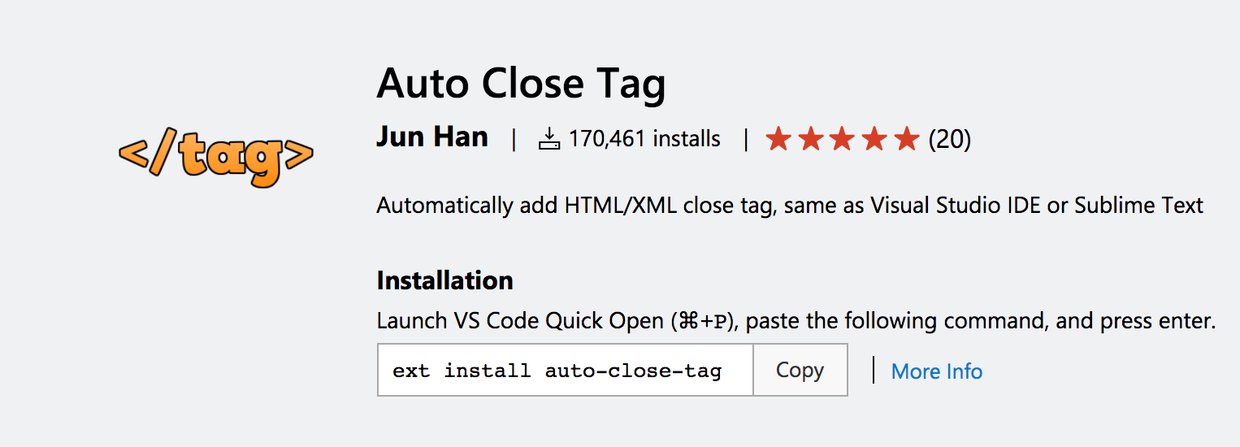 Auto Close Tag
</tag>
Jun Han | 170,461 installs | (20)
Automatically add HTML/XML close tag, same as Visual Studio IDE or Sublime Text
Installation
Launch VS Code Quick Open (⌘+P), paste the following command, and press enter.
ext install auto-close-tag Copy | More Info